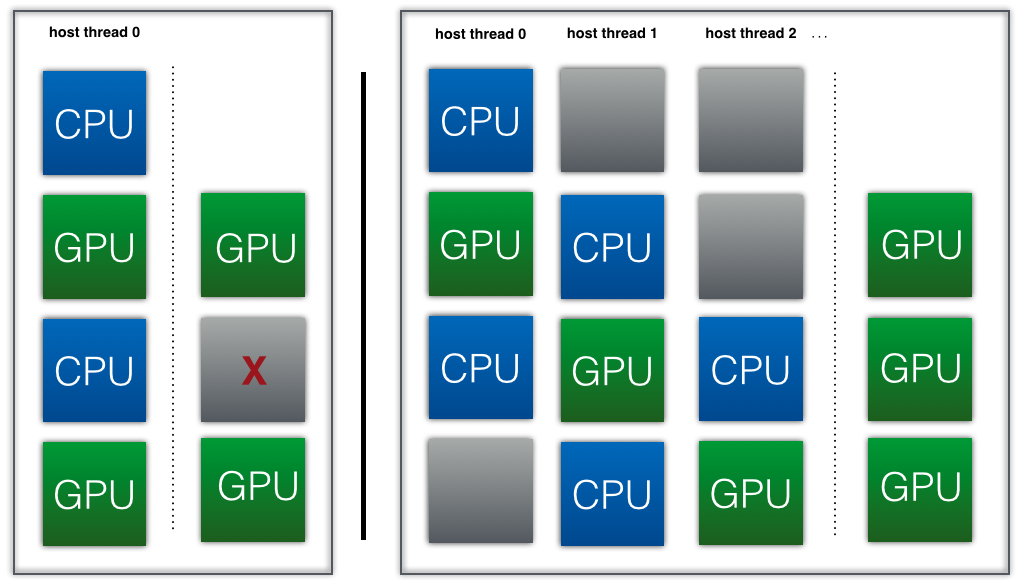 host thread 0
CPU
GPU GPU
CPU X
GPU GPU
host thread 0 host thread 1 host thread 2 ...
CPU
GPU CPU GPU
CPU GPU CPU GPU
CPU GPU GPU